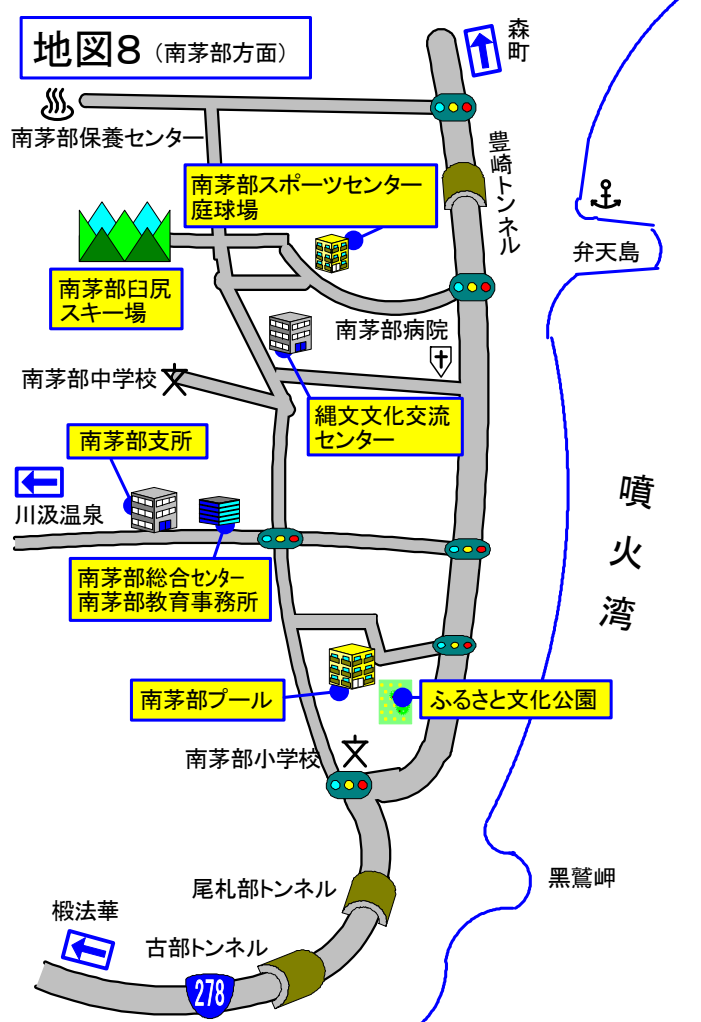 地図8（南茅部方面）
森町
南茅部保養センター
豊崎トンネル
南茅部スポーツセンター
庭球場
弁天島
南茅部臼尻
スキー場
南茅部病院
南茅部中学校
縄文文化交流
センター
南茅部支所
川汲温泉
噴火湾
南茅部総合センター
南茅部教育事務所
南茅部プール
ふるさと文化公園
南茅部小学校
尾札部トンネル
黒鷲岬
椴法華
古部トンネル
278